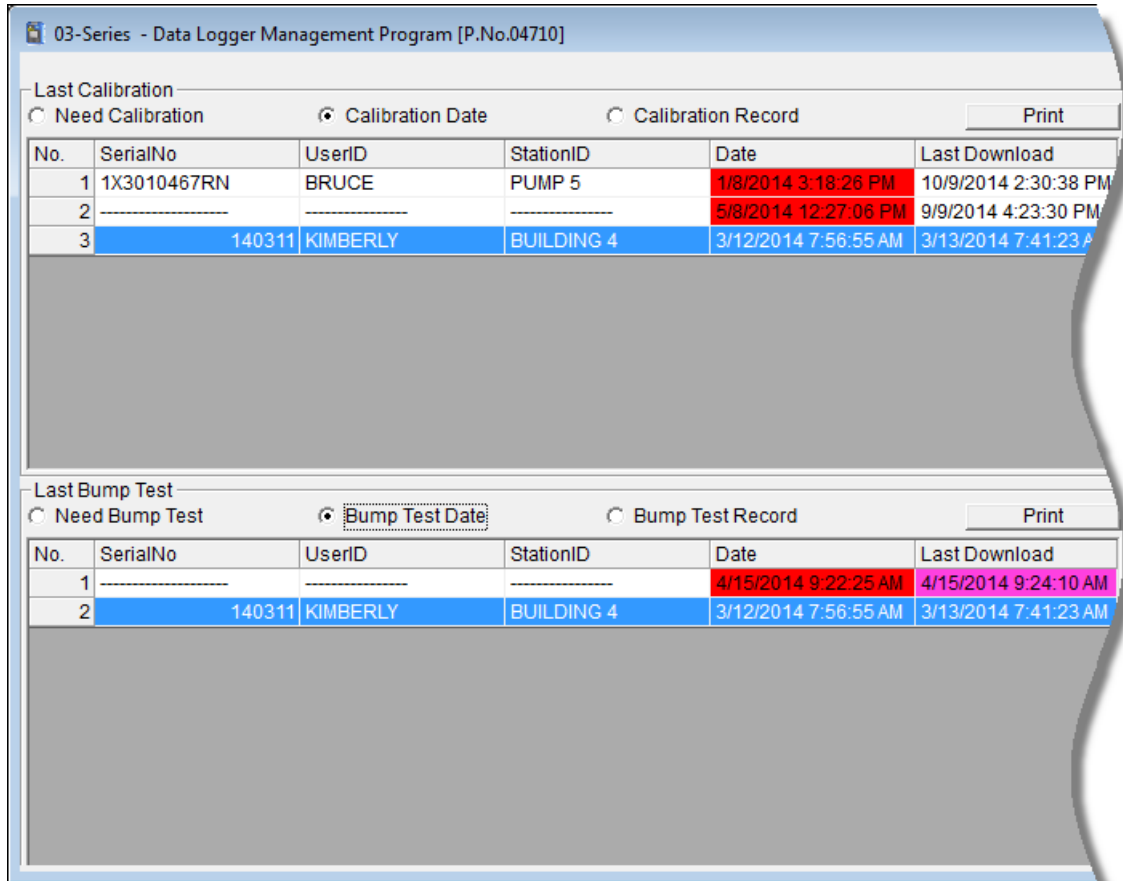 03-Series - Data Logger Management Program [P.No.04710]
Last Calibration
Need Calibration Calibration Date Calibration Record Print
No. SerialNo UserID StationID Date Last Download
1 1X3010467RN BRUCE PUMP 5 1/8/2014 3:18:26 PM 10/9/2014 2:30:38 PM
2 -------------------- ---------------- ---------------- 5/8/2014 12:27:06 PM 9/9/2014 4:23:30 PM
3 140311 KIMBERLY BUILDING 4 3/12/2014 7:56:55 AM 3/13/2014 7:41:23 A
Last Bump Test
Need Bump Test Bump Test Date Bump Test Record Print
No. SerialNo UserID StationID Date Last Download
1 -------------------- ---------------- ---------------- 4/15/2014 9:22:25 AM 4/15/2014 9:24:10 AM
2 140311 KIMBERLY BUILDING 4 3/12/2014 7:56:55 AM 3/13/2014 7:41:23 AM